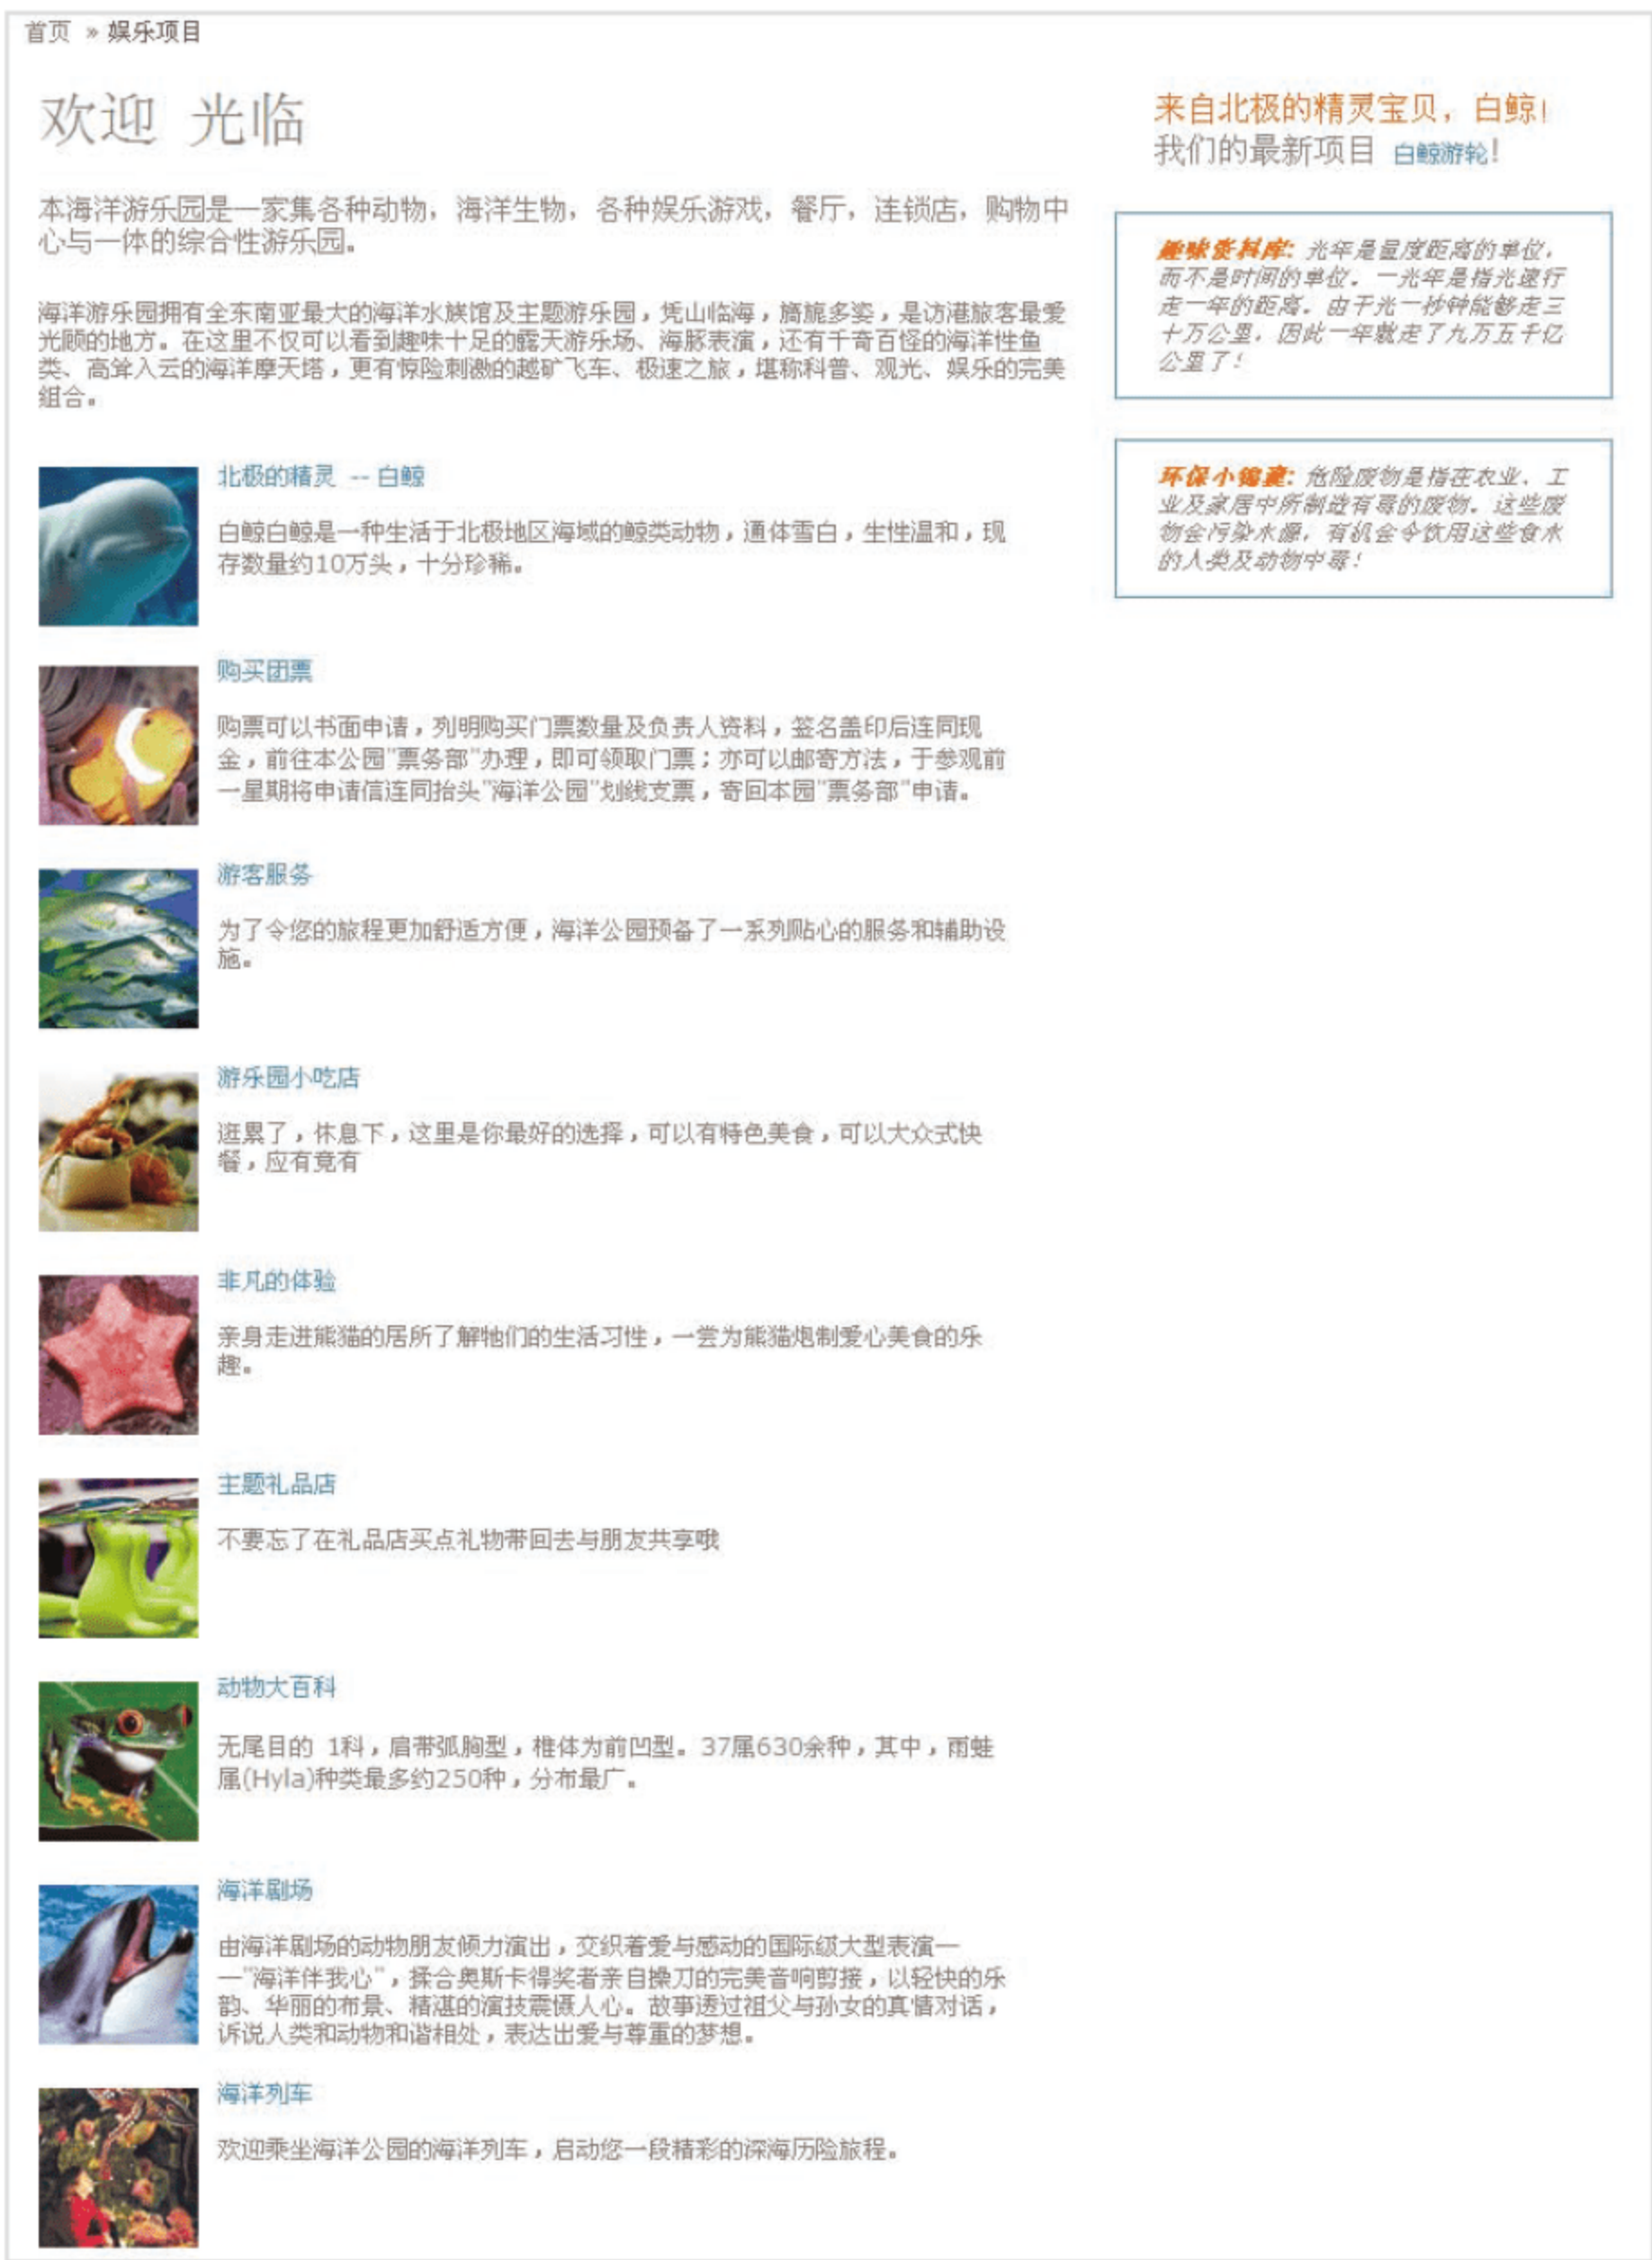 首页 » 娱乐项目
欢迎 光临
本海洋游乐园是一家集各种动物，海洋生物，各种娱乐游戏，餐厅，连锁店，购物中
心与一体的综合性游乐园。
海洋游乐园拥有全东南亚最大的海洋水族馆及主题游乐园，凭山临海，旖旎多姿，是访港旅客最爱
光顾的地方。在这里不仅可以看到趣味十足的露天游乐场、海豚表演，还有千奇百怪的海洋性鱼
类、高耸入云的海洋摩天塔，更有惊险刺激的越矿飞车、极速之旅，堪称科普、观光、娱乐的完美
组合。
北极的精灵 -- 白鲸
白鲸白鲸是一种生活于北极地区海域的鲸类动物，通体雪白，生性温和，现
存数量约10万头，十分珍稀。
购买团票
购票可以书面申请，列明购买门票数量及负责人资料，签名盖印后连同现
金，前往本公园"票务部"办理，即可领取门票；亦可以邮寄方法，于参观前
一星期将申请信连同抬头"海洋公园"划线支票，寄回本园"票务部"申请。
游客服务
为了令您的旅程更加舒适方便，海洋公园预备了一系列贴心的服务和辅助设
施。
游乐园小吃店
逛累了，休息下，这里是你最好的选择，可以有特色美食，可以大众式快
餐，应有竟有
非凡的体验
亲身走进熊猫的居所了解牠们的生活习性，一尝为熊猫炮制爱心美食的乐
趣。
主题礼品店
不要忘了在礼品店买点礼物带回去与朋友共享哦
动物大百科
无尾目的 1科，肩带弧胸型，椎体为前凹型。37属630余种，其中，雨蛙
属(Hyla)种类最多约250种，分布最广。
海洋剧场
由海洋剧场的动物朋友倾力演出，交织着爱与感动的国际级大型表演—
—"海洋伴我心"，揉合奥斯卡得奖者亲自操刀的完美音响剪接，以轻快的乐
韵、华丽的布景、精湛的演技震慑人心。故事透过祖父与孙女的真情对话，
诉说人类和动物和谐相处，表达出爱与尊重的梦想。
海洋列车
欢迎乘坐海洋公园的海洋列车，启动您一段精彩的深海历险旅程。
来自北极的精灵宝贝，白鲸！
我们的最新项目 白鲸游轮！
趣味资料库: 光年是量度距离的单位，
而不是时间的单位。一光年是指光速行
走一年的距离。由于光一秒钟能够走三
十万公里，因此一年就走了九万五千亿
公里了！
环保小锦囊: 危险废物是指在农业、工
业及家居中所制造有毒的废物。这些废
物会污染水源，有机会令饮用这些食水
的人类及动物中毒！